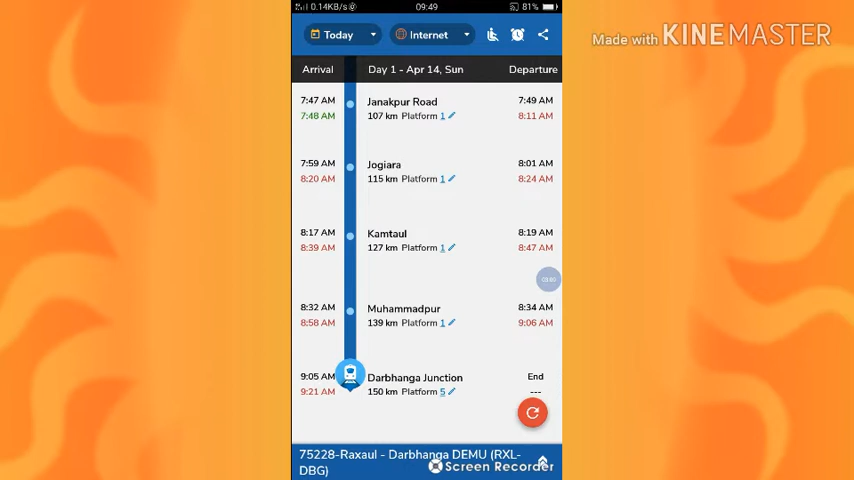 0.14KB/s 09:49 81%
Made with KINEMASTER
Today Internet
Arrival Day 1 - Apr 14, Sun Departure
7:47 AM Janakpur Road 7:49 AM
7:48 AM 107 km Platform 1 8:11 AM
7:59 AM Jogiara 8:01 AM
8:20 AM 115 km Platform 1 8:24 AM
8:17 AM Kamtaul 8:19 AM
8:39 AM 127 km Platform 1 8:47 AM
8:32 AM Muhammadpur 8:34 AM
8:58 AM 139 km Platform 1 9:06 AM
9:05 AM Darbhanga Junction End
9:21 AM 150 km Platform 5 ---
75228-Raxaul - Darbhanga DEMU (RXL-
DBG)
Screen Recorder